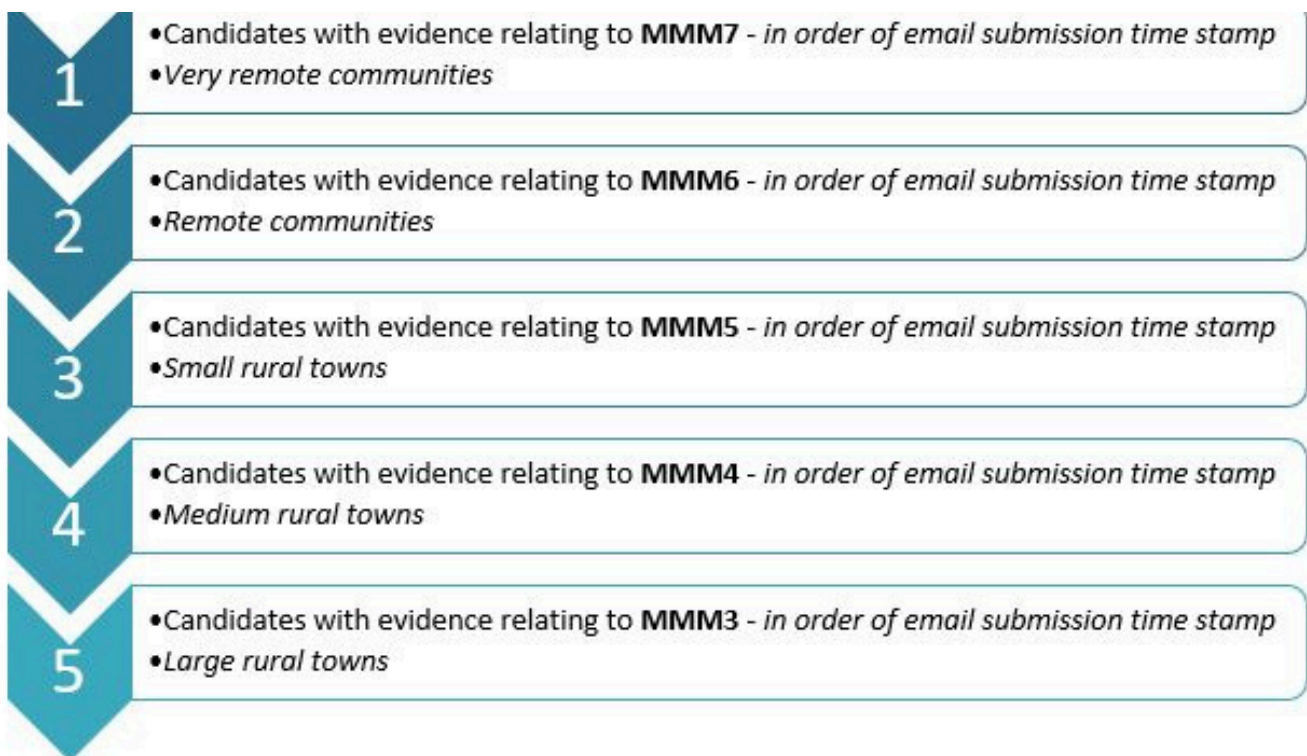 1
•Candidates with evidence relating to MMM7 - in order of email submission time stamp
•Very remote communities
2
•Candidates with evidence relating to MMM6 - in order of email submission time stamp
•Remote communities
3
•Candidates with evidence relating to MMM5 - in order of email submission time stamp
•Small rural towns
4
•Candidates with evidence relating to MMM4 - in order of email submission time stamp
•Medium rural towns
5
•Candidates with evidence relating to MMM3 - in order of email submission time stamp
•Large rural towns